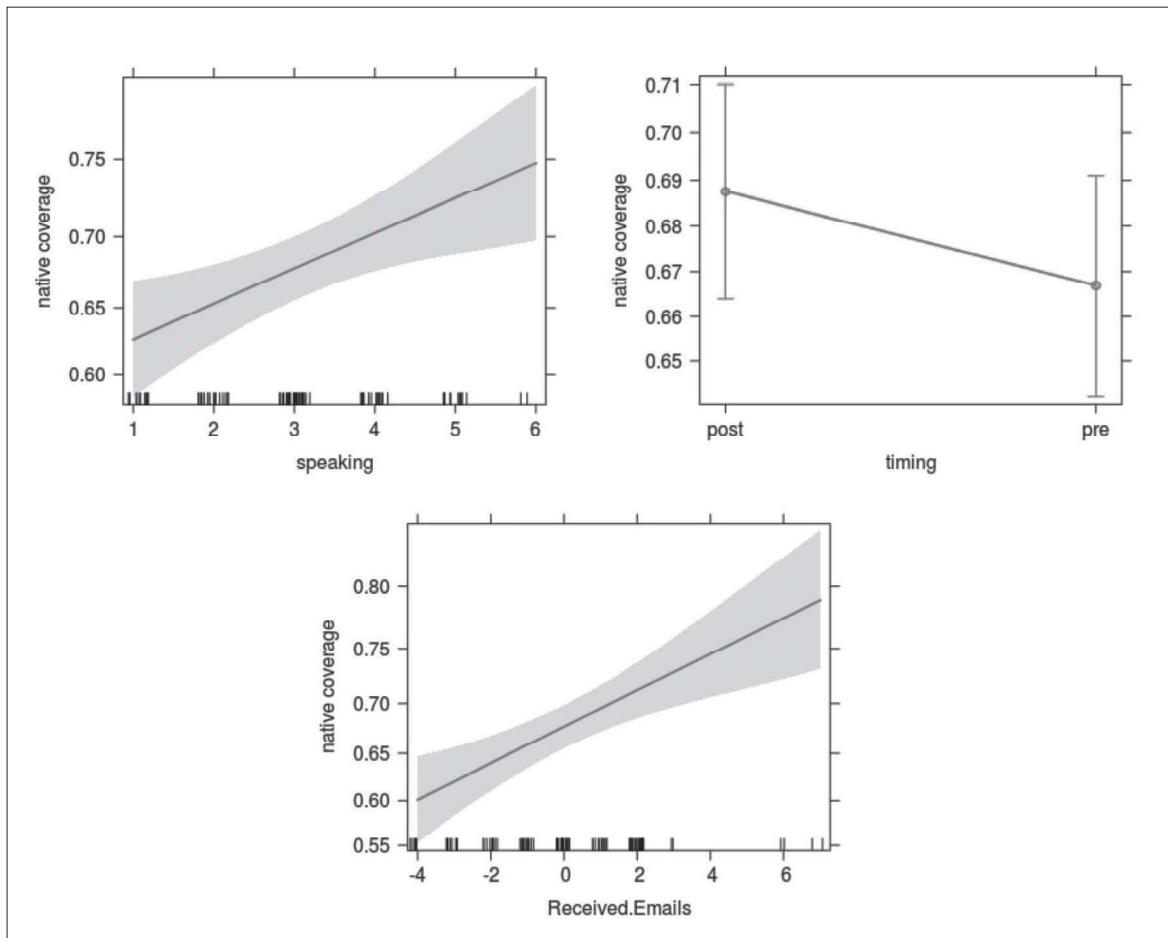 native coverage
0.75
0.70
0.65
0.60
1 2 3 4 5 6
speaking
native coverage
0.71
0.70
0.69
0.68
0.67
0.66
0.65
post pre
timing
native coverage
0.80
0.75
0.70
0.65
0.60
0.55
-4 -2 0 2 4 6
Received.Emails